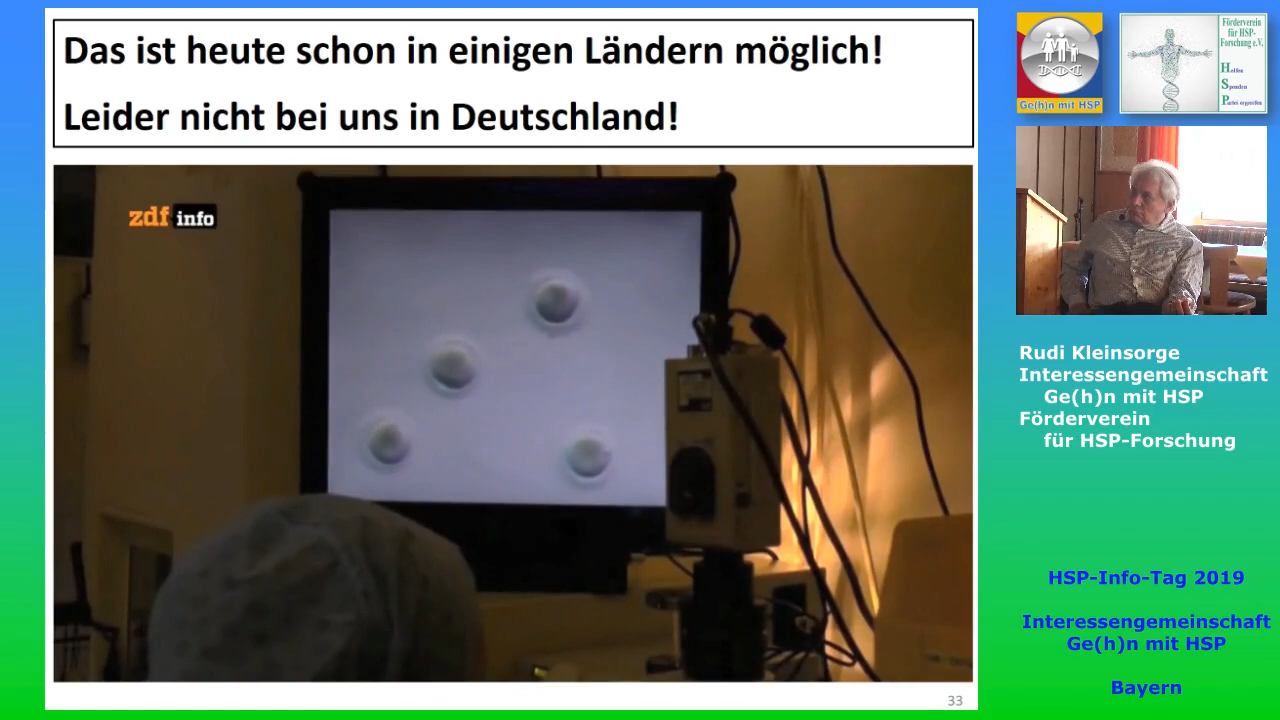 Das ist heute schon in einigen Ländern möglich!
Leider nicht bei uns in Deutschland!
zdf info
33
Ge(h)n mit HSP
Förderverein
für HSP-
Forschung e.V.
Helfen
Spenden
Partei ergreifen
Rudi Kleinsorge
Interessengemeinschaft
Ge(h)n mit HSP
Förderverein
für HSP-Forschung
HSP-Info-Tag 2019
Interessengemeinschaft
Ge(h)n mit HSP
Bayern